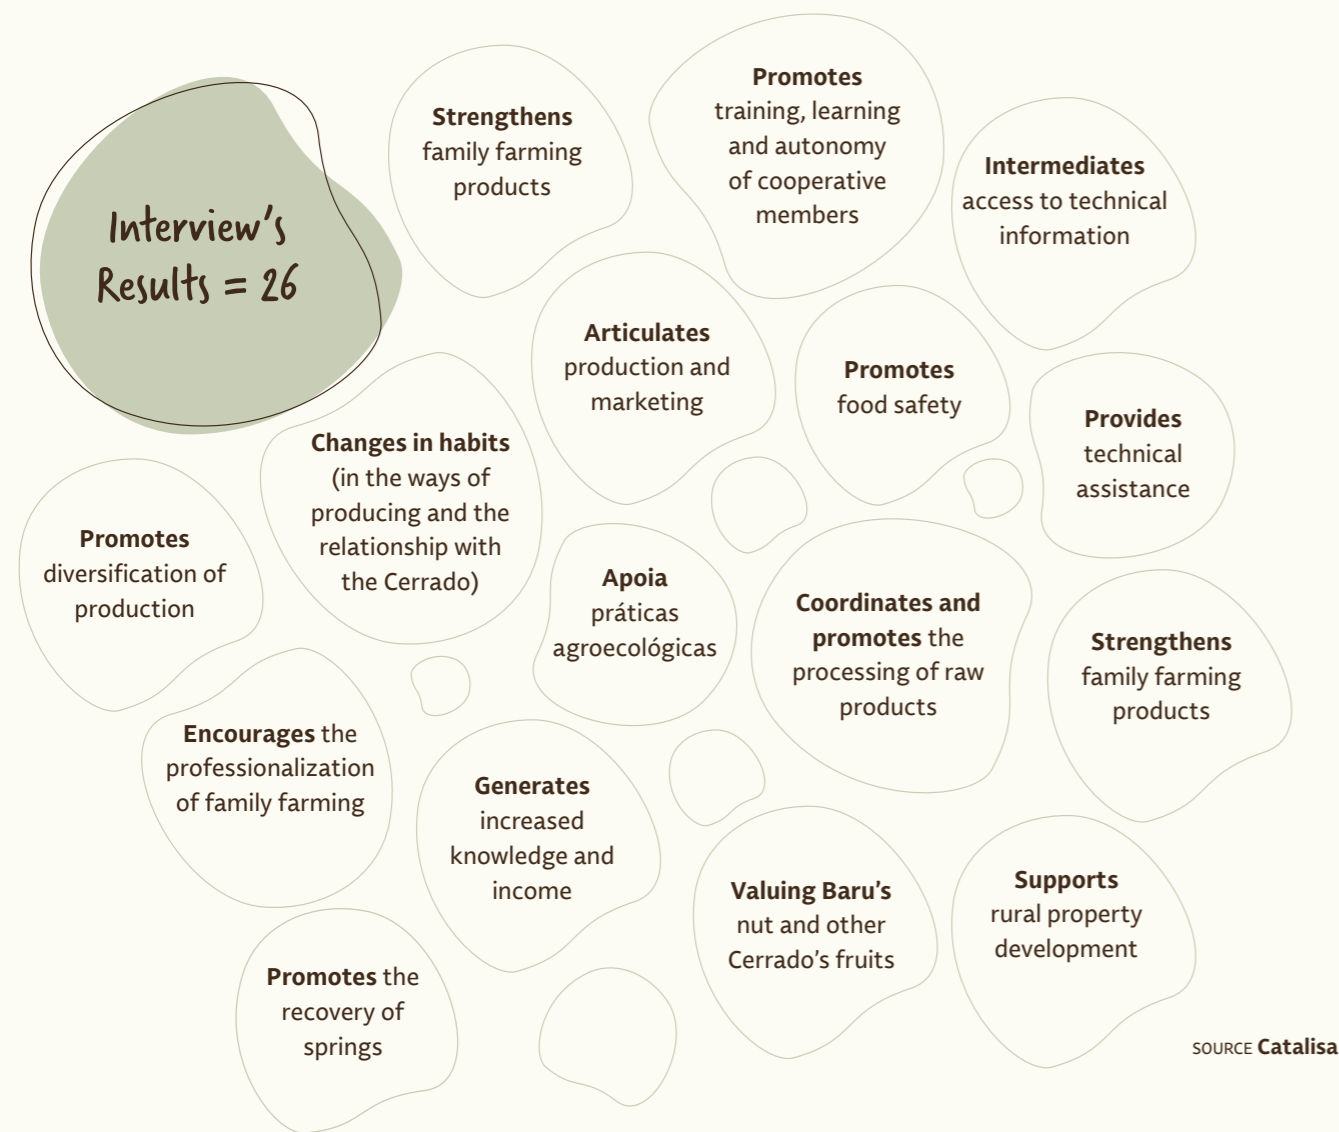 Interview's
Results = 26
Strengthens
family farming
products
Promotes
training, learning
and autonomy
of cooperative
members
Intermediates
access to technical
information
Articulates
production and
marketing
Promotes
food safety
Provides
technical
assistance
Changes in habits
(in the ways of
producing and the
relationship with
the Cerrado)
Promotes
diversification of
production
Apoia
práticas
agroecológicas
Coordinates and
promotes the
processing of raw
products
Strengthens
family farming
products
Encourages the
professionalization
of family farming
Generates
increased
knowledge and
income
Valuing Baru's
nut and other
Cerrado's fruits
Supports
rural property
development
Promotes the
recovery of
springs
SOURCE Catalisa